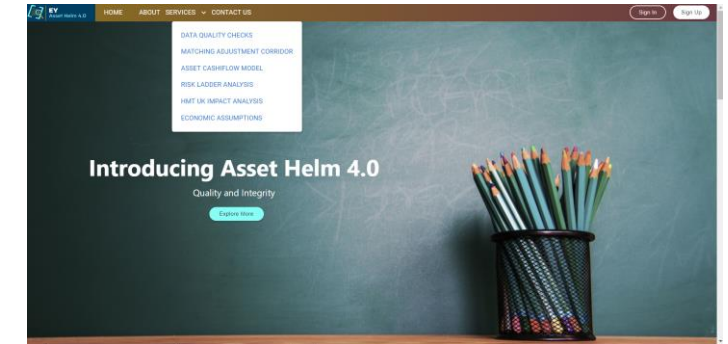 EY
Asset Helm 4.0
HOME ABOUT SERVICES CONTACT US
Sign In Sign Up
DATA QUALITY CHECKS
MATCHING ADJUSTMENT CORRIDOR
ASSET CASHFLOW MODEL
RISK LADDER ANALYSIS
HMT UK IMPACT ANALYSIS
ECONOMIC ASSUMPTIONS
Introducing Asset Helm 4.0
Quality and Integrity
Explore More